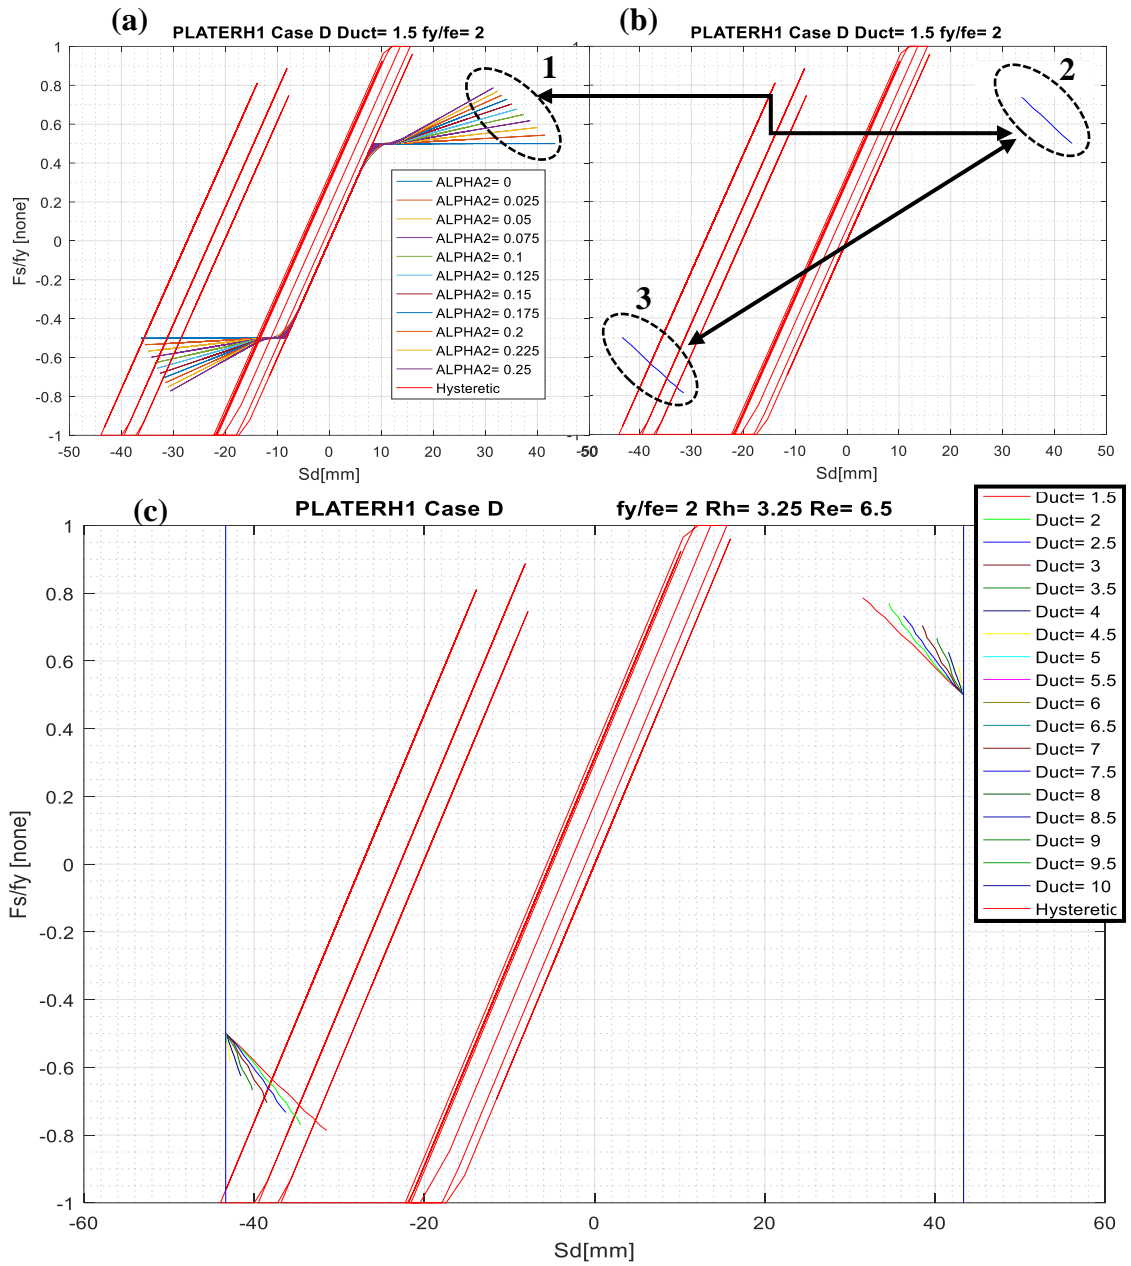 (a)
PLATERH1 Case D Duct= 1.5 fy/fe= 2
1
0.8
0.6
0.4
0.2
0
-0.2
-0.4
-0.6
-0.8
-1
Fs/fy [none]
1
ALPHA2= 0
ALPHA2= 0.025
ALPHA2= 0.05
ALPHA2= 0.075
ALPHA2= 0.1
ALPHA2= 0.125
ALPHA2= 0.15
ALPHA2= 0.175
ALPHA2= 0.2
ALPHA2= 0.225
ALPHA2= 0.25
Hysteretic
-50 -40 -30 -20 -10 0 10 20 30 40
Sd[mm]
(b)
PLATERH1 Case D Duct= 1.5 fy/fe= 2
2
3
-40 -30 -20 -10 0 10 20 30 40 50
Sd[mm]
(c)
PLATERH1 Case D fy/fe= 2 Rh= 3.25 Re= 6.5
1
0.8
0.6
0.4
0.2
0
-0.2
-0.4
-0.6
-0.8
-1
Fs/fy [none]
Duct= 1.5
Duct= 2
Duct= 2.5
Duct= 3
Duct= 3.5
Duct= 4
Duct= 4.5
Duct= 5
Duct= 5.5
Duct= 6
Duct= 6.5
Duct= 7
Duct= 7.5
Duct= 8
Duct= 8.5
Duct= 9
Duct= 9.5
Duct= 10
Hysteretic
-60 -40 -20 0 20 40 60
Sd[mm]